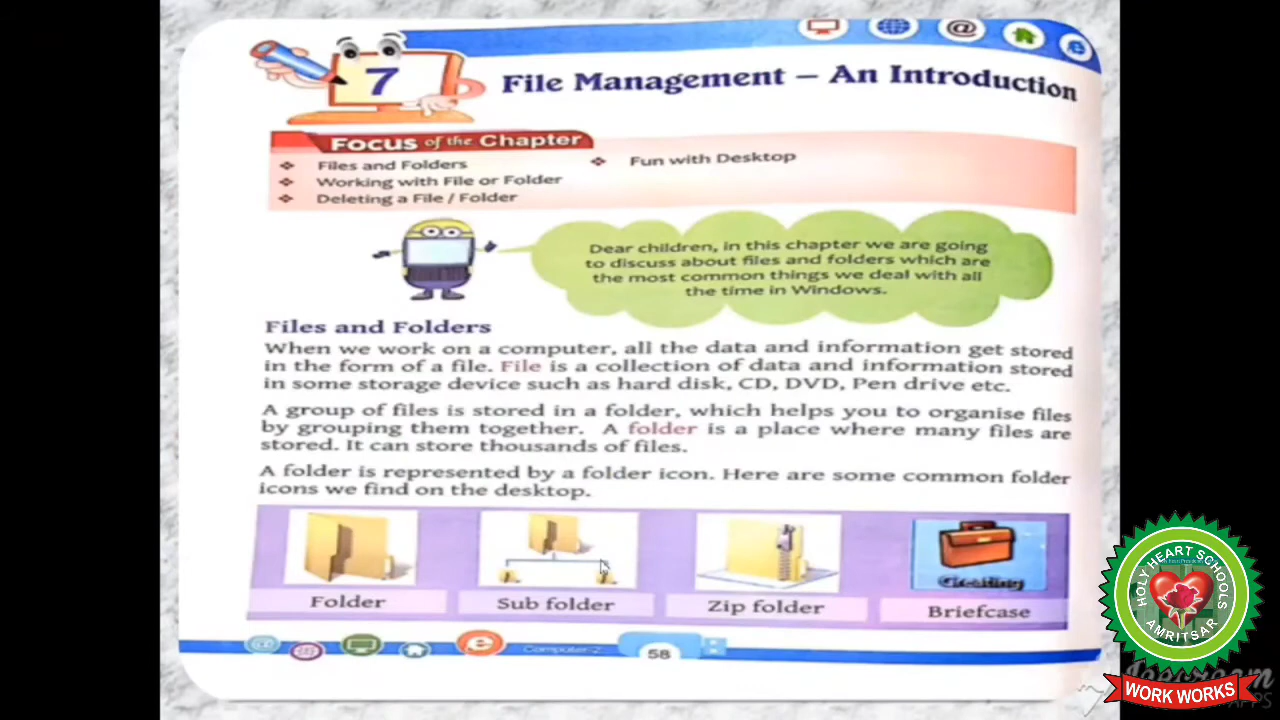 7
File Management – An Introduction
Focus of the Chapter
Files and Folders
Fun with Desktop
Working with File or Folder
Deleting a File / Folder
Dear children, in this chapter we are going
to discuss about files and folders which are
the most common things we deal with all
the time in Windows.
Files and Folders
When we work on a computer, all the data and information get stored
in the form of a file. File is a collection of data and information stored
in some storage device such as hard disk, CD, DVD, Pen drive etc.
A group of files is stored in a folder, which helps you to organise files
by grouping them together. A folder is a place where many files are
stored. It can store thousands of files.
A folder is represented by a folder icon. Here are some common folder
icons we find on the desktop.
Folder
Sub folder
Zip folder
Briefcase
Computer-2
58
HOLY HEART SCHOOLS
AMRITSAR
WORK WORKS